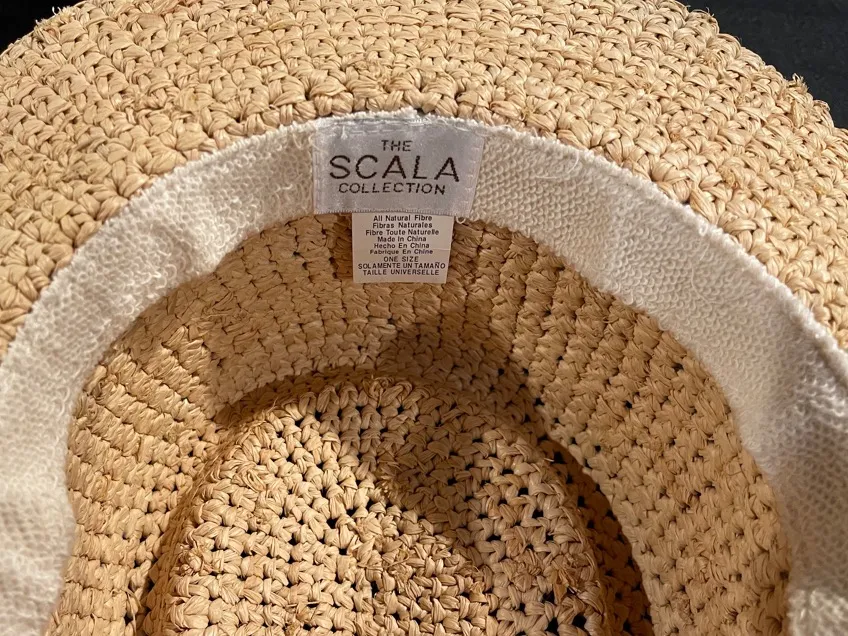 THE
SCALA
COLLECTION
All Natural Fibre
Fibras Naturales
Fibre Toute Naturelle
Made In China
Hecho En China
Fabrique En Chine
ONE SIZE
SOLAMENTE UN TAMAÑO
TAILLE UNIVERSELLE